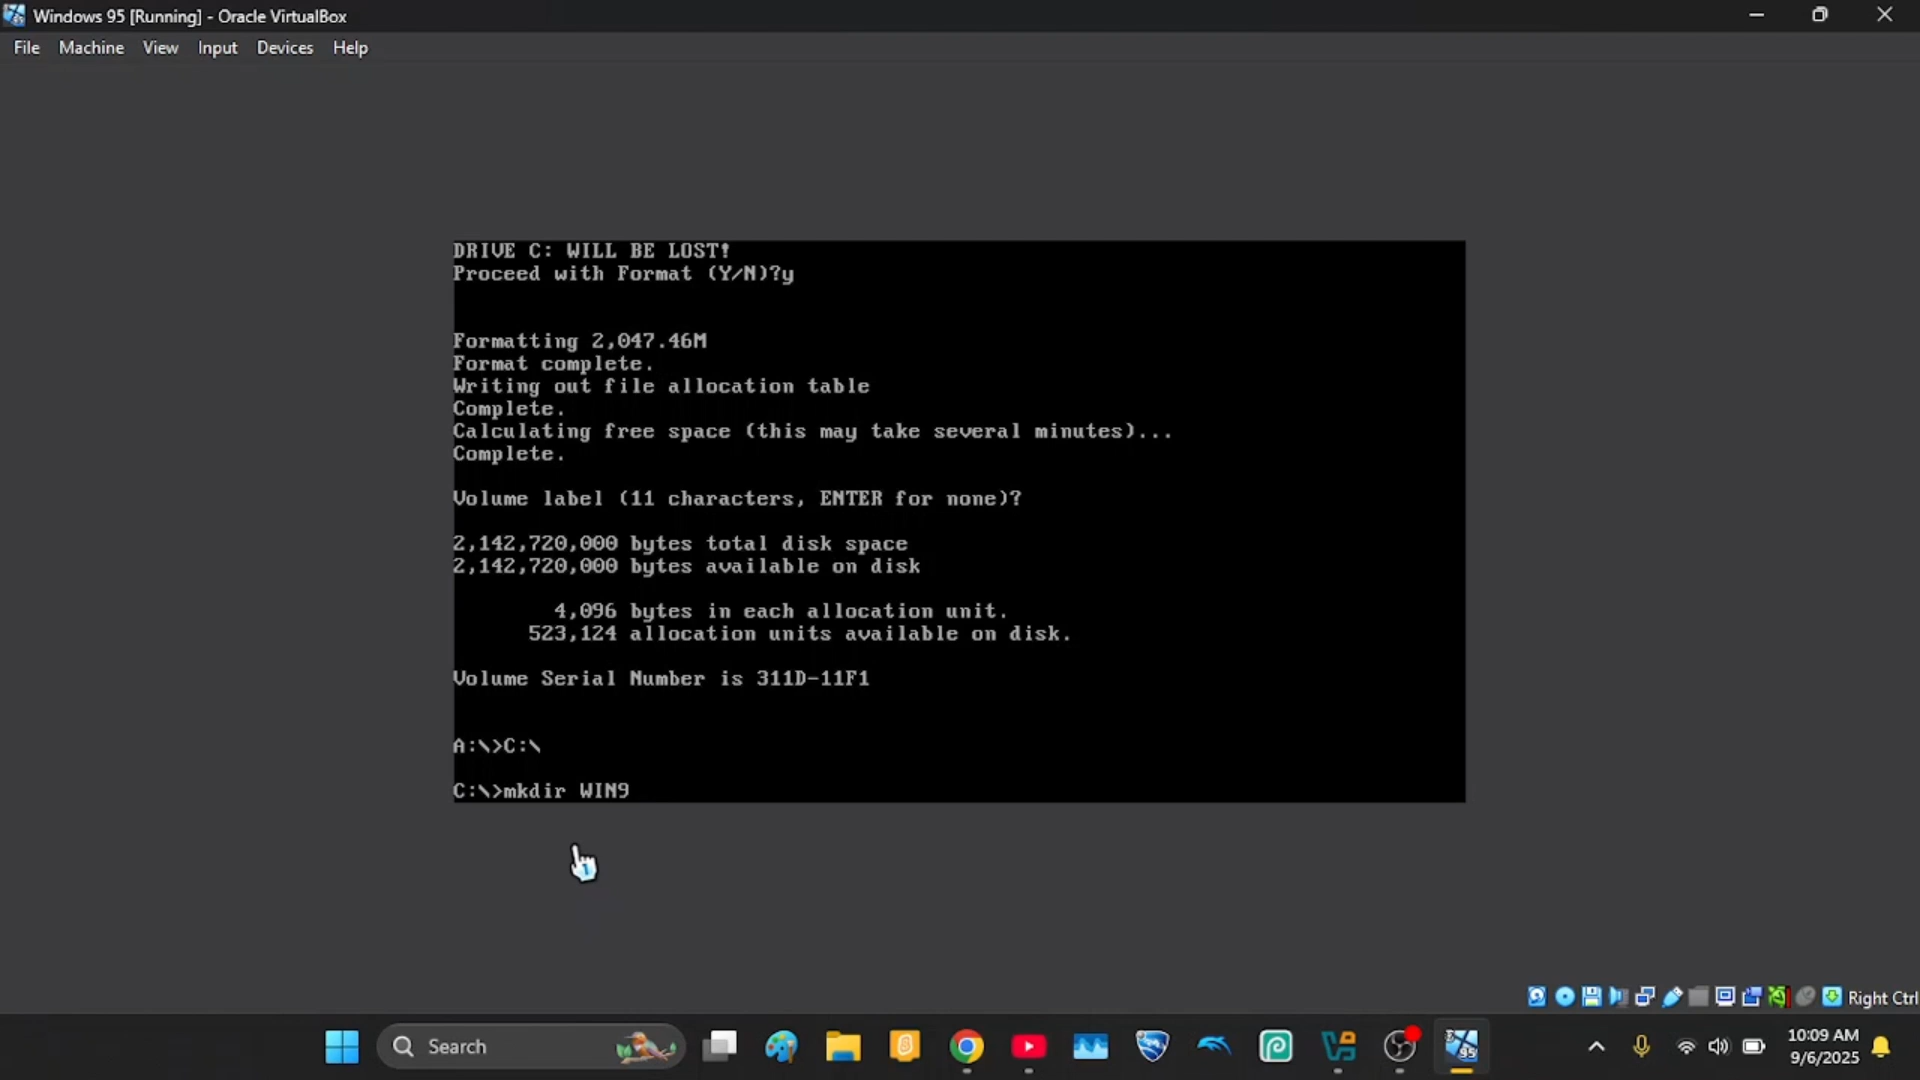 Windows 95 [Running] - Oracle VirtualBox
File Machine View Input Devices Help
DRIVE C: WILL BE LOST!
Proceed with Format (Y/N)?y
Formatting 2,047.46M
Format complete.
Writing out file allocation table
Complete.
Calculating free space (this may take several minutes)...
Complete.
Volume label (11 characters, ENTER for none)?
2,142,720,000 bytes total disk space
2,142,720,000 bytes available on disk
4,096 bytes in each allocation unit.
523,124 allocation units available on disk.
Volume Serial Number is 311D-11F1
A:\>C:\
C:\>mkdir WIN9
Right Ctrl
Search
95
10:09 AM
9/6/2025